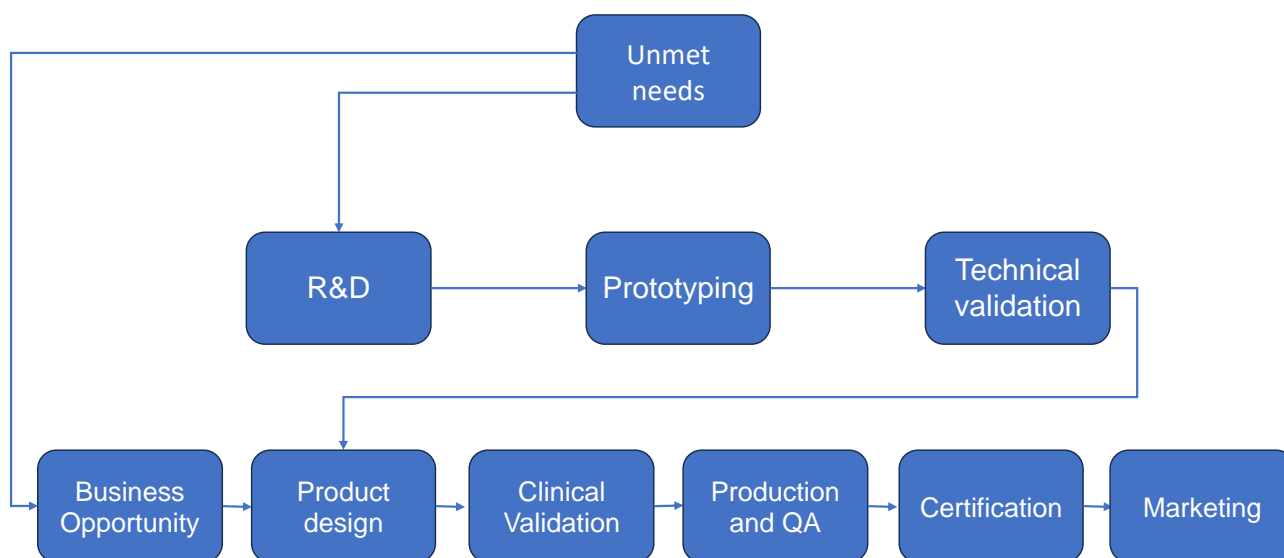 Unmet
needs
R&D
Prototyping
Technical
validation
Business
Opportunity
Product
design
Clinical
Validation
Production
and QA
Certification
Marketing